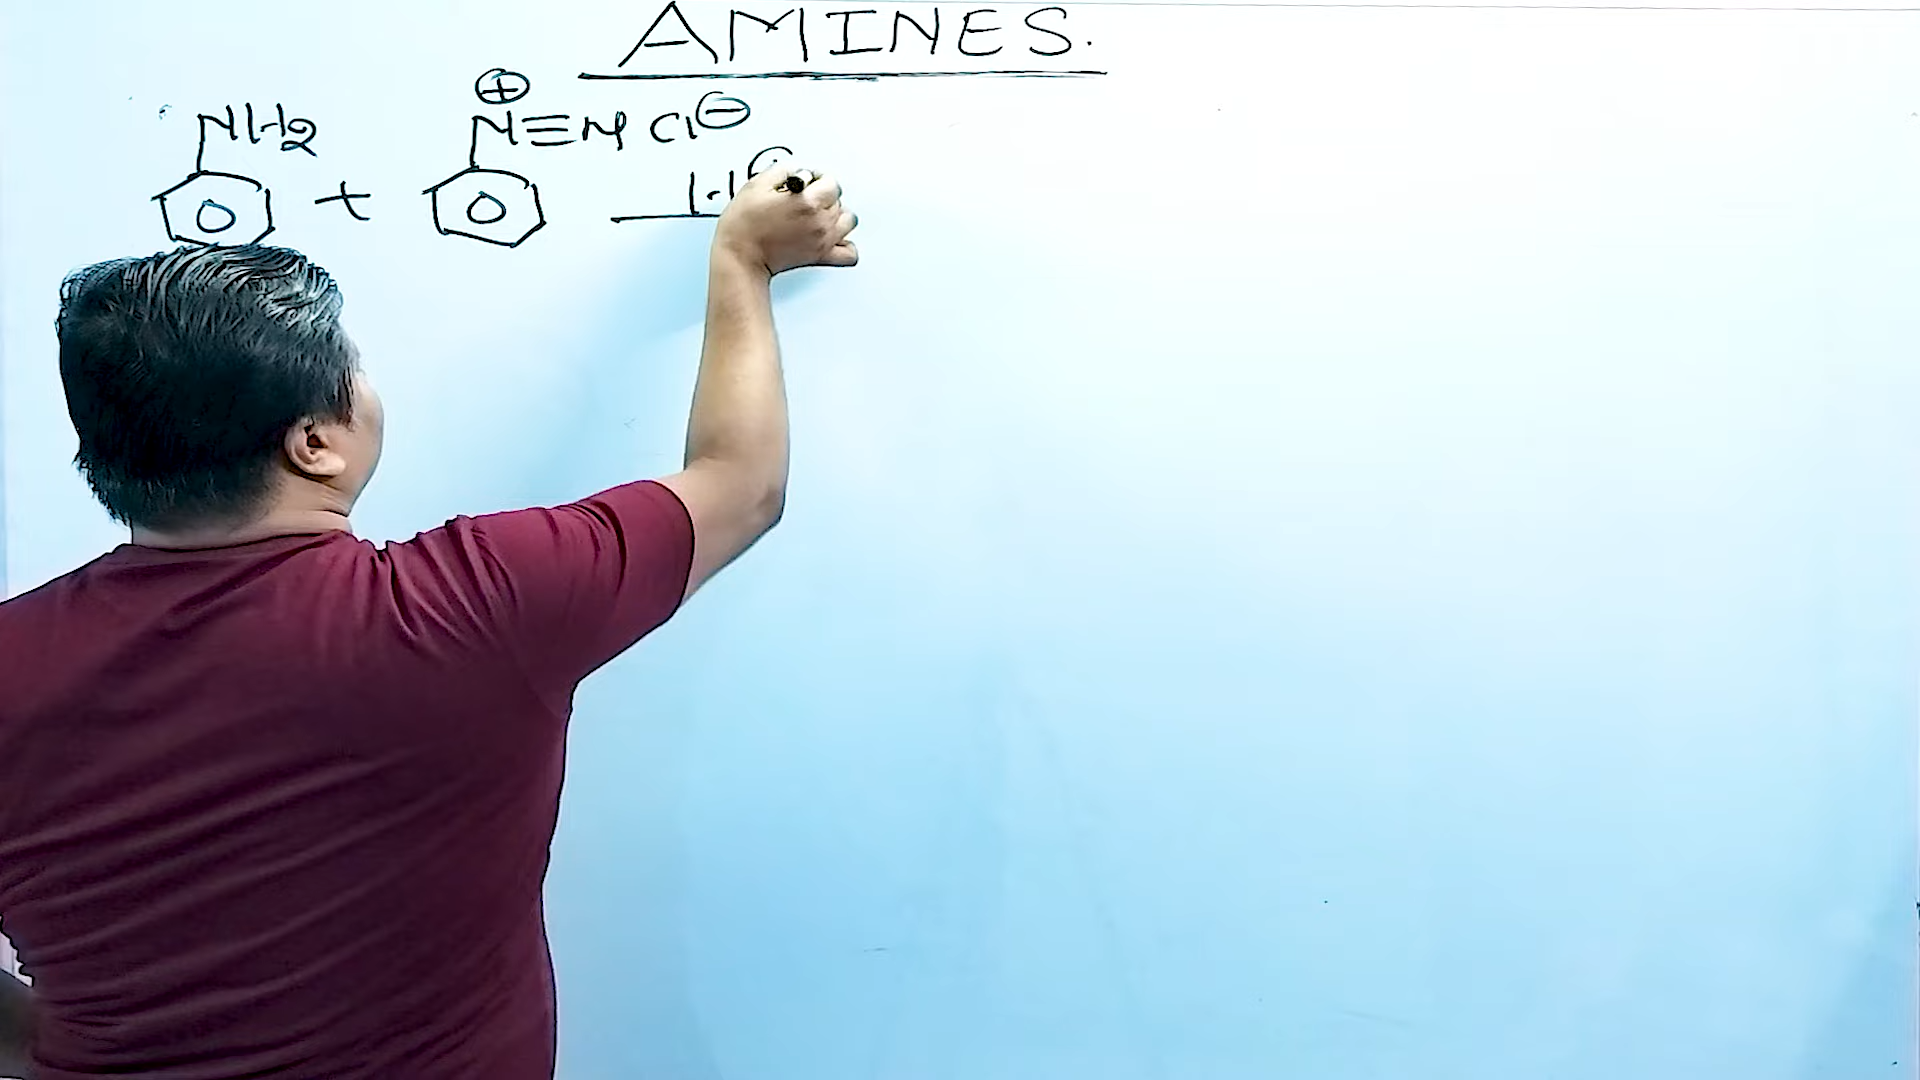 AMINES.
NH2 ⊕ N≡N Cl⊖
+ H